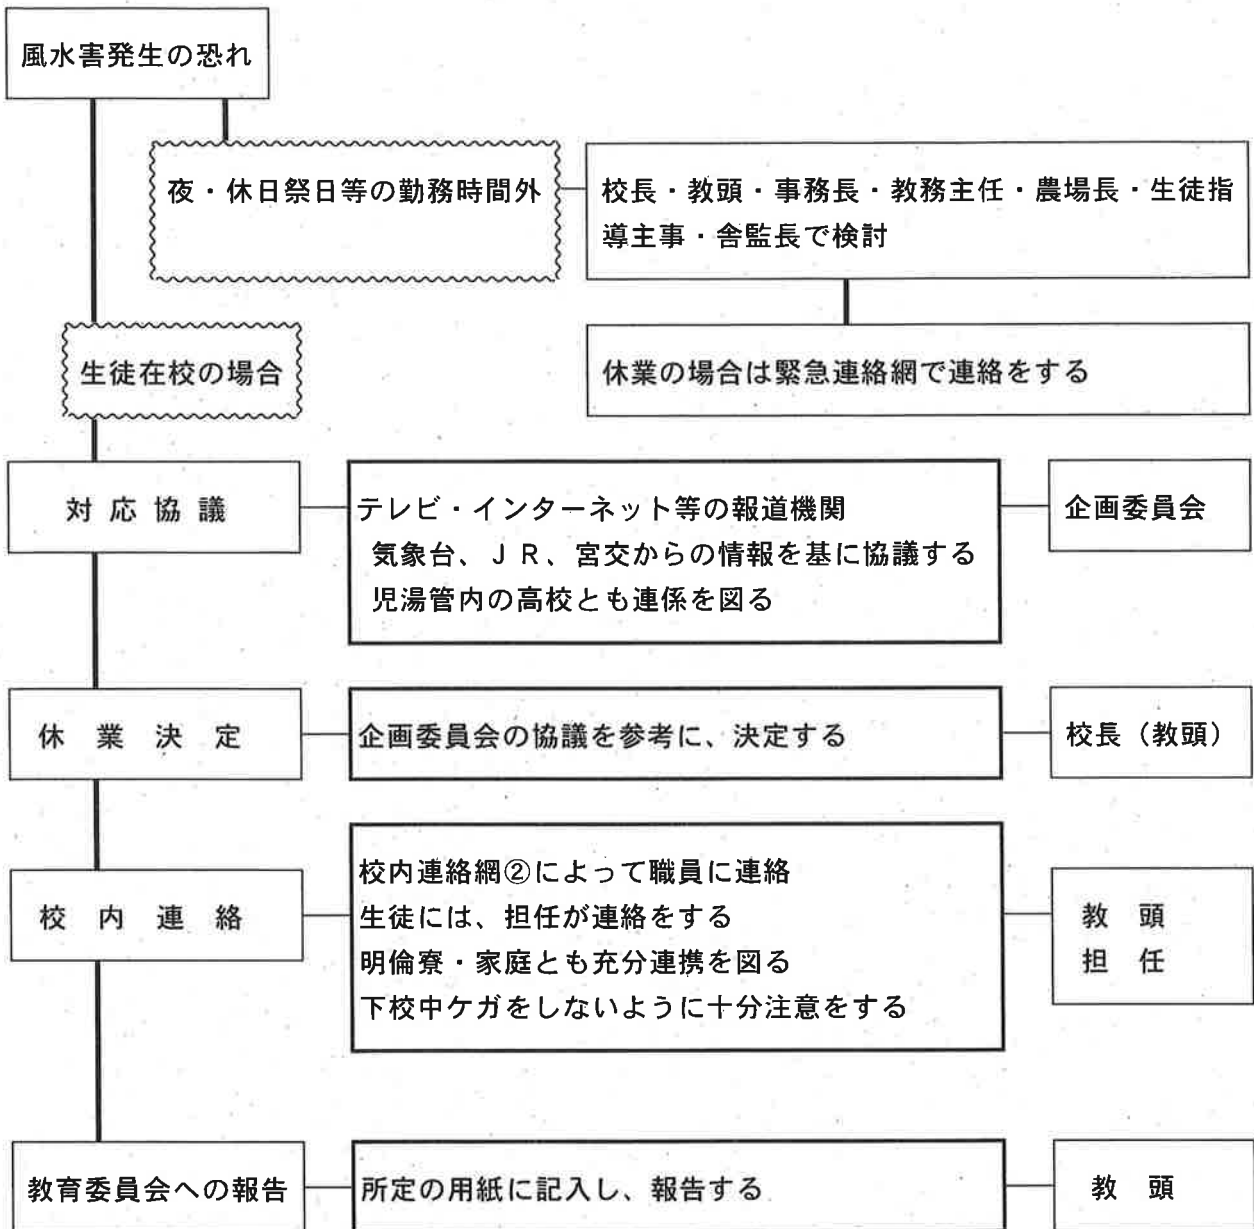 風水害発生の恐れ
夜・休日祭日等の勤務時間外
校長・教頭・事務長・教務主任・農場長・生徒指
導主事・舎監長で検討
生徒在校の場合
休業の場合は緊急連絡網で連絡をする
対応協議
テレビ・インターネット等の報道機関
気象台、ＪＲ、宮交からの情報を基に協議する
児湯管内の高校とも連係を図る
企画委員会
休業決定
企画委員会の協議を参考に、決定する
校長（教頭）
校内連絡
校内連絡網②によって職員に連絡
生徒には、担任が連絡をする
明倫寮・家庭とも充分連携を図る
下校中ケガをしないように十分注意をする
教頭
担任
教育委員会への報告
所定の用紙に記入し、報告する
教頭